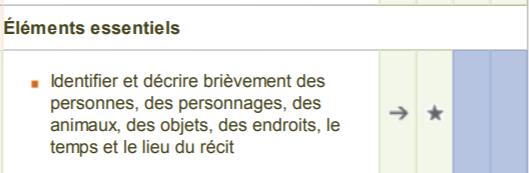 Éléments essentiels
▪ Identifier et décrire brièvement des
personnes, des personnages, des
animaux, des objets, des endroits, le
temps et le lieu du récit
→ ★